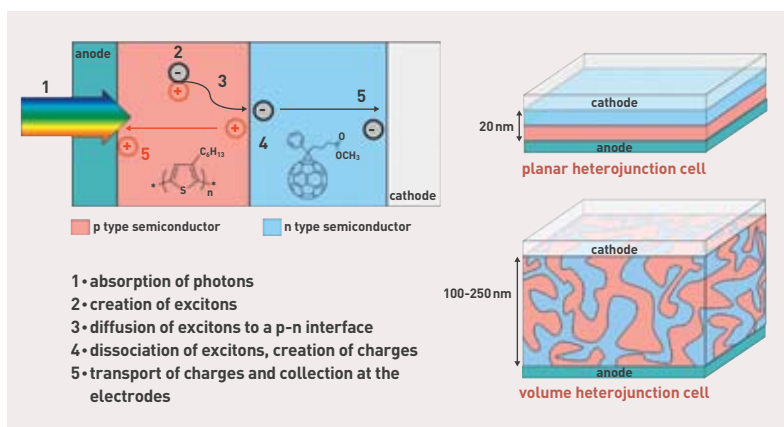 anode
1
2
3
4
5
5
C₆H₁₃
S
n
*
*
O
OCH₃
cathode
p type semiconductor
n type semiconductor
1• absorption of photons
2• creation of excitons
3• diffusion of excitons to a p-n interface
4• dissociation of excitons, creation of charges
5• transport of charges and collection at the
electrodes
cathode
20 nm
anode
planar heterojunction cell
cathode
100-250 nm
anode
volume heterojunction cell